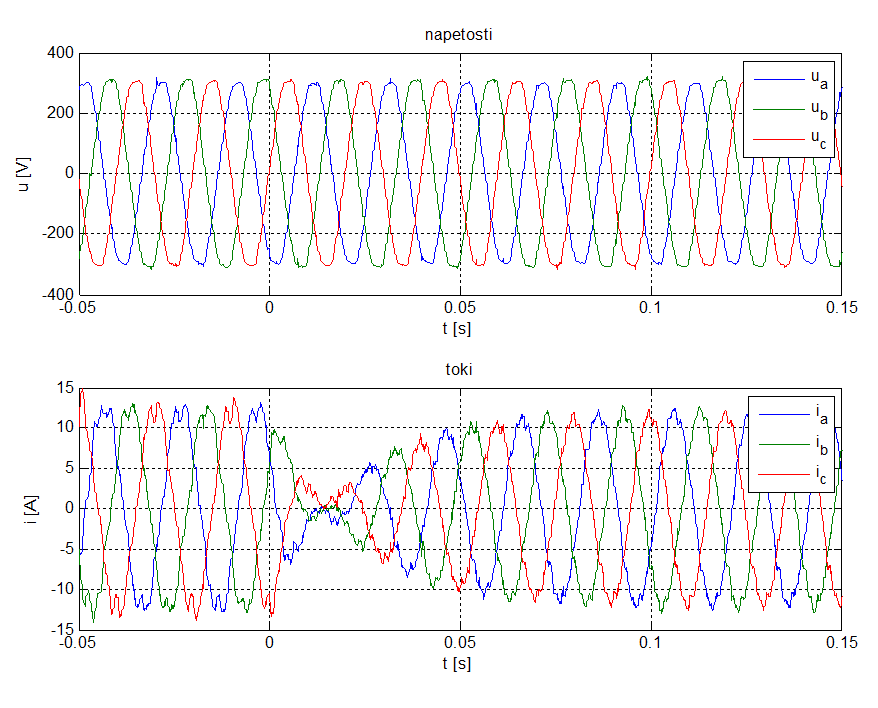 napetosti
400
200
0
-200
-400
u [V]
-0.05 0 0.05 0.1 0.15
t [s]
u_a
u_b
u_c
toki
15
10
5
0
-5
-10
-15
i [A]
-0.05 0 0.05 0.1 0.15
t [s]
i_a
i_b
i_c